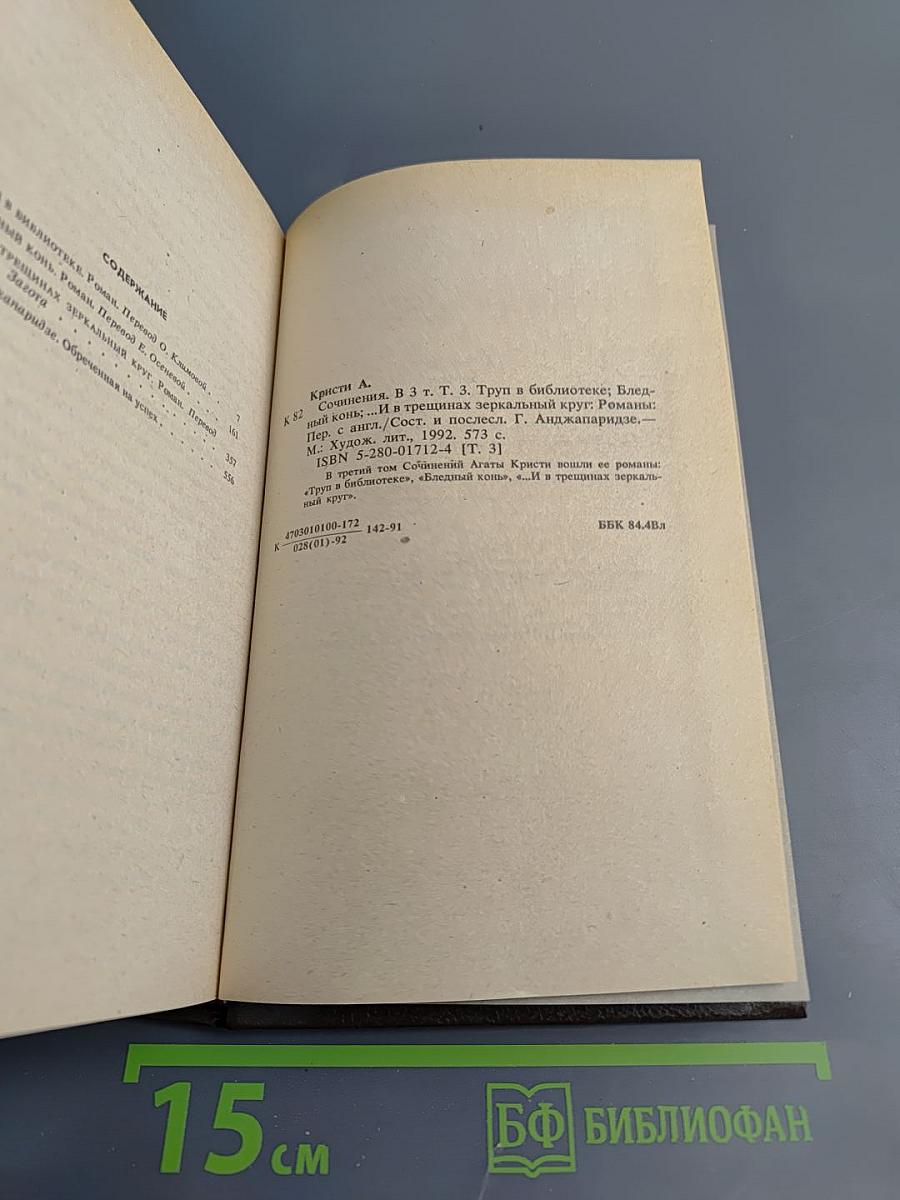 СОДЕРЖАНИЕ
В БИБЛИОТЕКЕ. Роман. Перевод О. Климовой . . . 7
КОНЬ. Роман. Перевод Е. Осеневой . . . 161
ТРЕЩИНАХ ЗЕРКАЛЬНЫЙ КРУГ. Роман. Перевод
Загота . . . . . . 357
Обреченная на успех . . . . 556
Кристи А.
К 82 Сочинения. В 3 т. Т. 3. Труп в библиотеке; Блед-
ный конь; ...И в трещинах зеркальный круг: Романы:
Пер. с англ./Сост. и послесл. Г. Анджапаридзе.—
М.: Худож. лит., 1992. 573 с.
ISBN 5-280-01712-4 [Т. 3]
В третий том Сочинений Агаты Кристи вошли ее романы:
«Труп в библиотеке», «Бледный конь», «...И в трещинах зеркаль-
ный круг».
К 4703010100-172 142-91 ББК 84.4Вл
028(01)-92
15 см
БФ БИБЛИОФАН